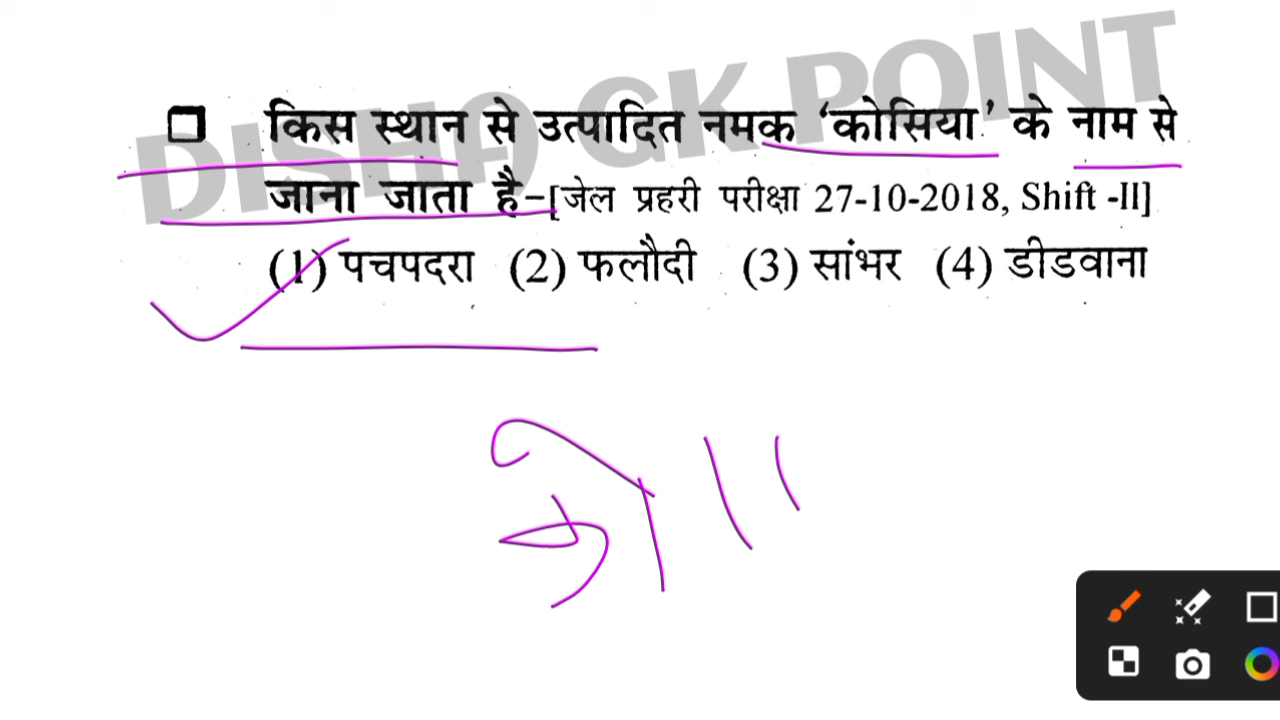 DISHA GK POINT
किस स्थान से उत्पादित नमक ‘कोसिया’ के नाम से
जाना जाता है–[जेल प्रहरी परीक्षा 27-10-2018, Shift -II]
(1) पचपदरा (2) फलौदी (3) सांभर (4) डीडवाना
को